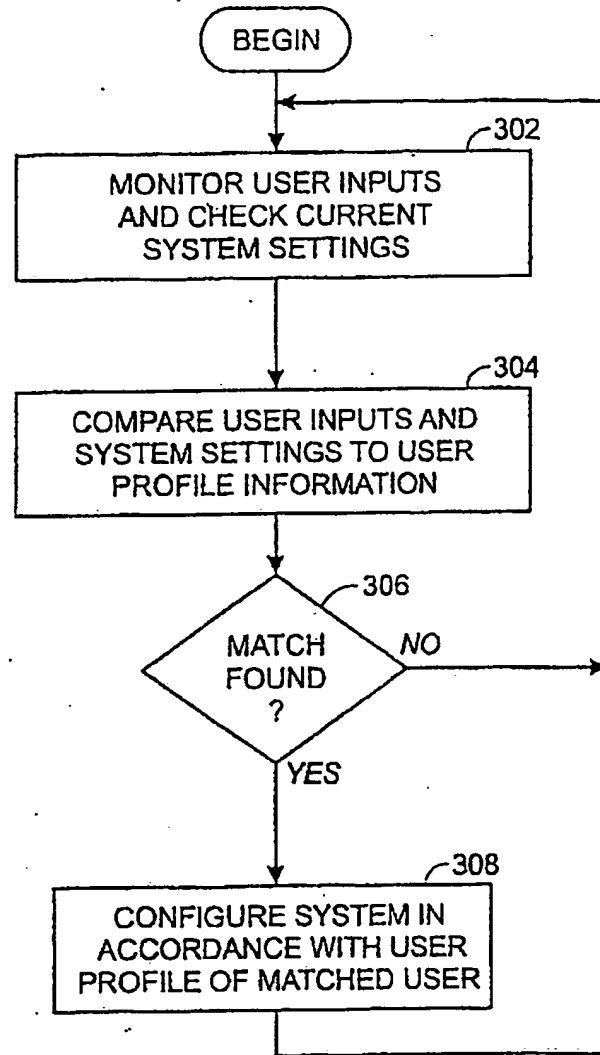 BEGIN
302
MONITOR USER INPUTS
AND CHECK CURRENT
SYSTEM SETTINGS
304
COMPARE USER INPUTS AND
SYSTEM SETTINGS TO USER
PROFILE INFORMATION
306
MATCH
FOUND
?
NO
YES
308
CONFIGURE SYSTEM IN
ACCORDANCE WITH USER
PROFILE OF MATCHED USER